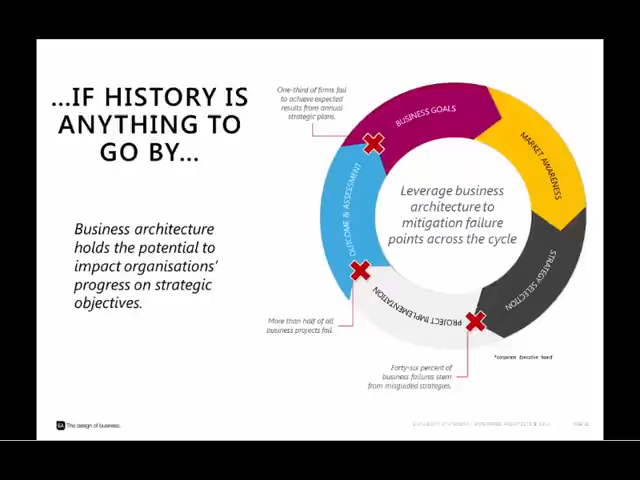 ...IF HISTORY IS
ANYTHING TO
GO BY...
Business architecture
holds the potential to
impact organisations'
progress on strategic
objectives.
One-third of firms fail
to achieve expected
results from annual
strategic plans.
BUSINESS GOALS
MARKET AWARENESS
STRATEGY SELECTION
PROJECT IMPLEMENTATION
OUTCOME & ASSESSMENT
Leverage business
architecture to
mitigation failure
points across the cycle
More than half of all
business projects fail.
Forty-six percent of
business failures stem
from misguided strategies.
*Corporate Executive Board
The design of business.